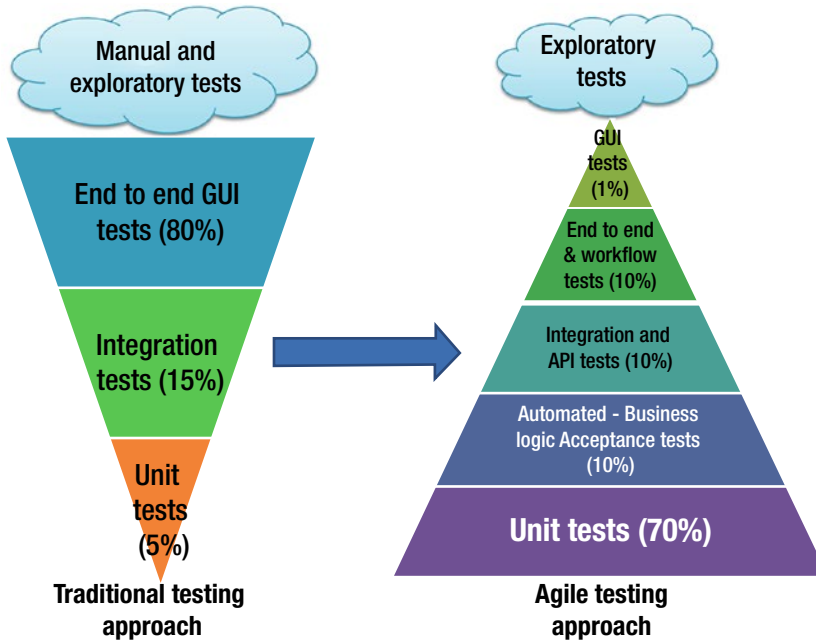 Manual and
exploratory tests
End to end GUI
tests (80%)
Integration
tests (15%)
Unit
tests
(5%)
Traditional testing
approach
Exploratory
tests
GUI
tests
(1%)
End to end
& workflow
tests (10%)
Integration and
API tests (10%)
Automated - Business
logic Acceptance tests
(10%)
Unit tests (70%)
Agile testing
approach